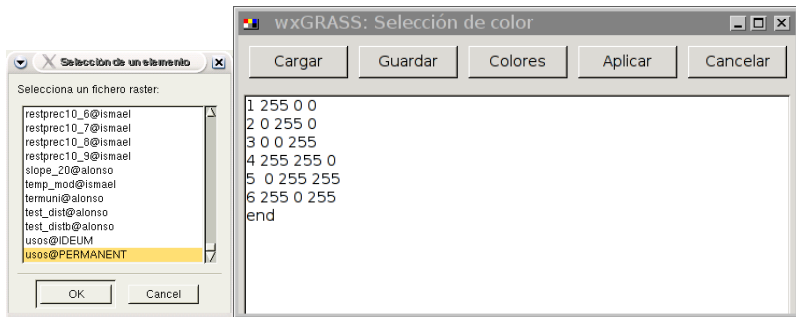 Selección de un elemento
Selecciona un fichero raster:
restprec10_6@ismael
restprec10_7@ismael
restprec10_8@ismael
restprec10_9@ismael
slope_20@alonso
temp_mod@ismael
termuni@alonso
test_dist@alonso
test_distb@alonso
usos@IDEUM
usos@PERMANENT
OK Cancel
wxGRASS: Selección de color
Cargar Guardar Colores Aplicar Cancelar
1 255 0 0
2 0 255 0
3 0 0 255
4 255 255 0
5  0 255 255
6 255 0 255
end